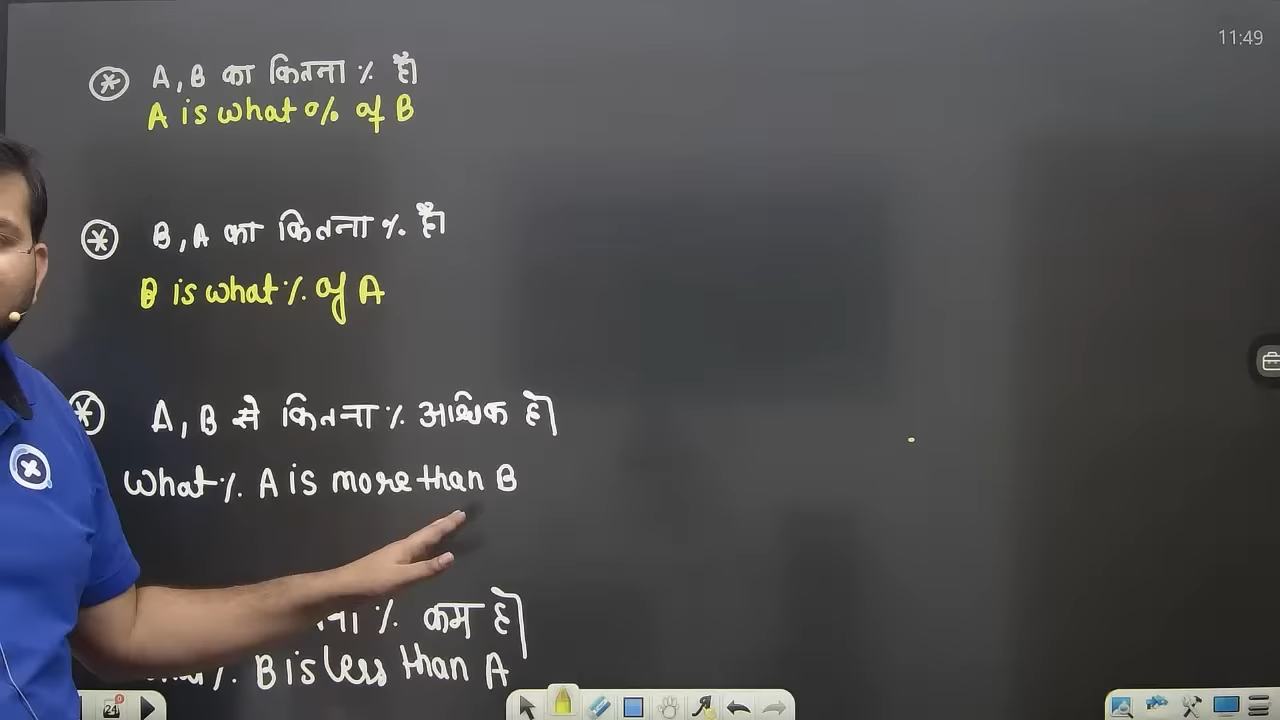 11:49
A, B का कितना % है।
A is what % of B
B, A का कितना % है।
B is what % of A
A, B से कितना % अधिक है।
What % A is more than B
% कम है।
%. B is less than A
24